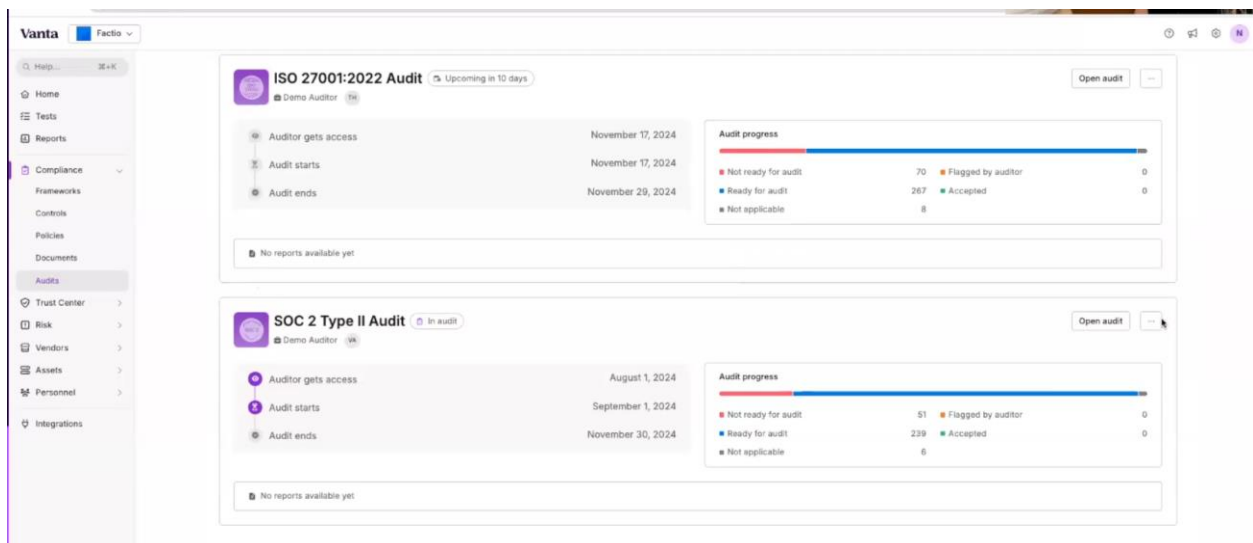 Vanta Factio
Help... ⌘+K
Home
Tests
Reports
Compliance
Frameworks
Controls
Policies
Documents
Audits
Trust Center
Risk
Vendors
Assets
Personnel
Integrations
N
ISO 27001:2022 Audit Upcoming in 10 days
Demo Auditor TH
Open audit ...
Auditor gets access November 17, 2024
Audit starts November 17, 2024
Audit ends November 29, 2024
Audit progress
Not ready for audit 70 Flagged by auditor 0
Ready for audit 267 Accepted 0
Not applicable 8
No reports available yet
SOC 2 Type II Audit In audit
Demo Auditor VA
Open audit ...
Auditor gets access August 1, 2024
Audit starts September 1, 2024
Audit ends November 30, 2024
Audit progress
Not ready for audit 51 Flagged by auditor 0
Ready for audit 239 Accepted 0
Not applicable 6
No reports available yet